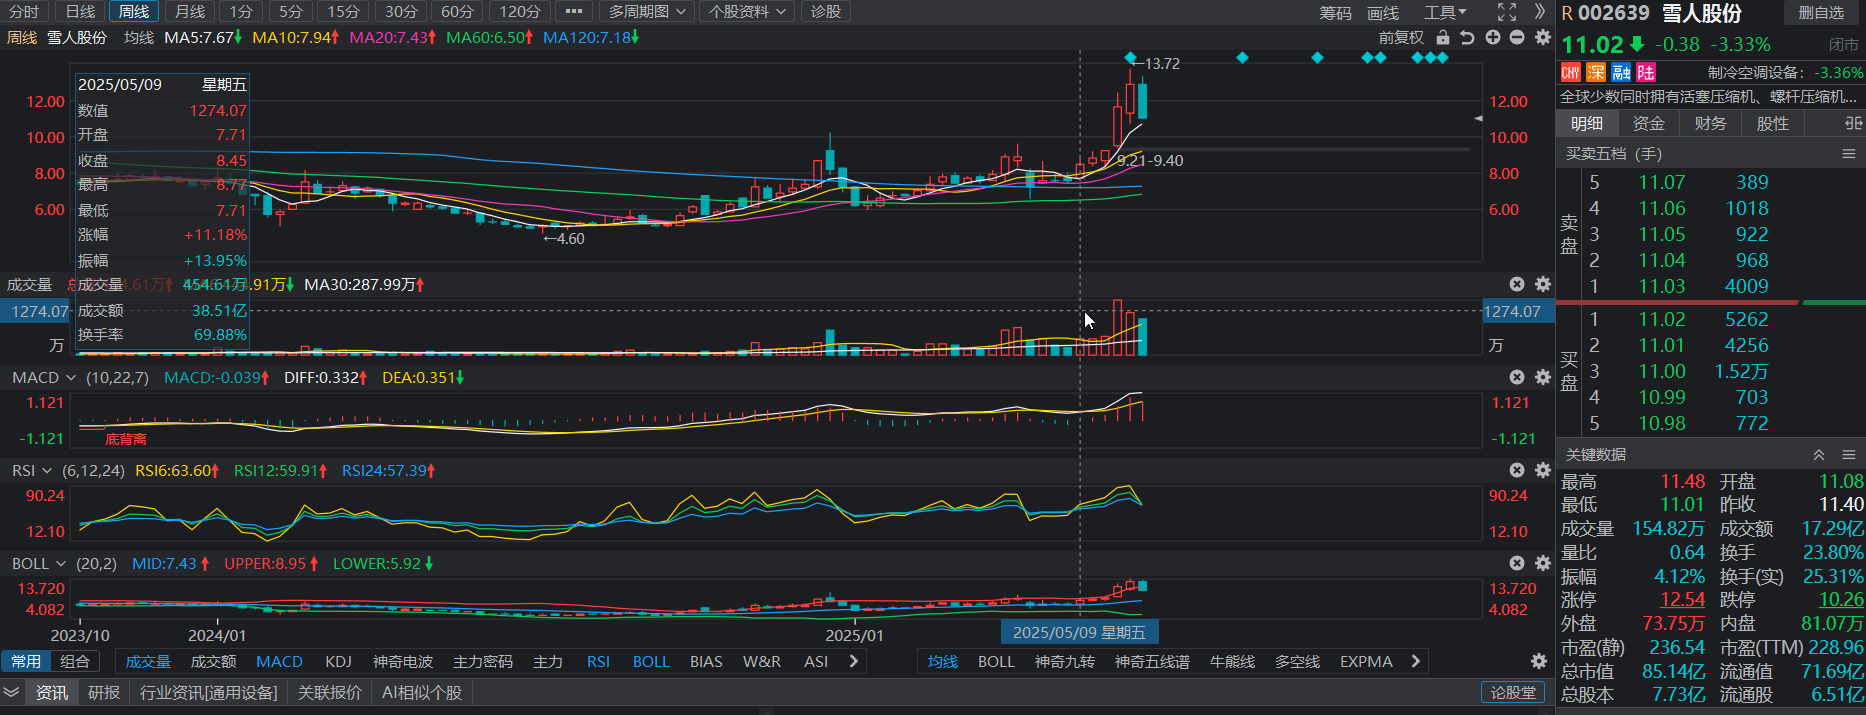 分时 日线 周线 月线 1分 5分 15分 30分 60分 120分 ••• 多周期图 个股资料 诊股 筹码 画线 工具
周线 雪人股份 均线 MA5:7.67 MA10:7.94 MA20:7.43 MA60:6.50 MA120:7.18 前复权
13.72
2025/05/09 星期五
数值 1274.07
开盘 7.71
收盘 8.45
最高 8.77
最低 7.71
涨幅 +11.18%
振幅 +13.95%
成交量 454.61万
成交额 38.51亿
换手率 69.88%
12.00 12.00
10.00 10.00
8.00 8.00
6.00 6.00
9.21-9.40
←4.60
成交量 .91万 MA30:287.99万
1274.07 1274.07
万 万
MACD (10,22,7) MACD:-0.039 DIFF:0.332 DEA:0.351
1.121 1.121
-1.121 -1.121
底背离
RSI (6,12,24) RSI6:63.60 RSI12:59.91 RSI24:57.39
90.24 90.24
12.10 12.10
BOLL (20,2) MID:7.43 UPPER:8.95 LOWER:5.92
13.720 13.720
4.082 4.082
2023/10 2024/01 2025/01 2025/05/09 星期五
常用 组合 成交量 成交额 MACD KDJ 神奇电波 主力密码 主力 RSI BOLL BIAS W&R ASI 均线 BOLL 神奇九转 神奇五线谱 牛熊线 多空线 EXPMA
资讯 研报 行业资讯[通用设备] 关联报价 AI相似个股 论股堂
R 002639 雪人股份 删自选
11.02 -0.38 -3.33% 闭市
CNY 深 融 陆 制冷空调设备: -3.36%
全球少数同时拥有活塞压缩机、螺杆压缩机...
明细 资金 财务 股性
买卖五档 (手)
卖盘
5 11.07 389
4 11.06 1018
3 11.05 922
2 11.04 968
1 11.03 4009
买盘
1 11.02 5262
2 11.01 4256
3 11.00 1.52万
4 10.99 703
5 10.98 772
关键数据
最高 11.48 开盘 11.08
最低 11.01 昨收 11.40
成交量 154.82万 成交额 17.29亿
量比 0.64 换手 23.80%
振幅 4.12% 换手(实) 25.31%
涨停 12.54 跌停 10.26
外盘 73.75万 内盘 81.07万
市盈(静) 236.54 市盈(TTM) 228.96
总市值 85.14亿 流通值 71.69亿
总股本 7.73亿 流通股 6.51亿